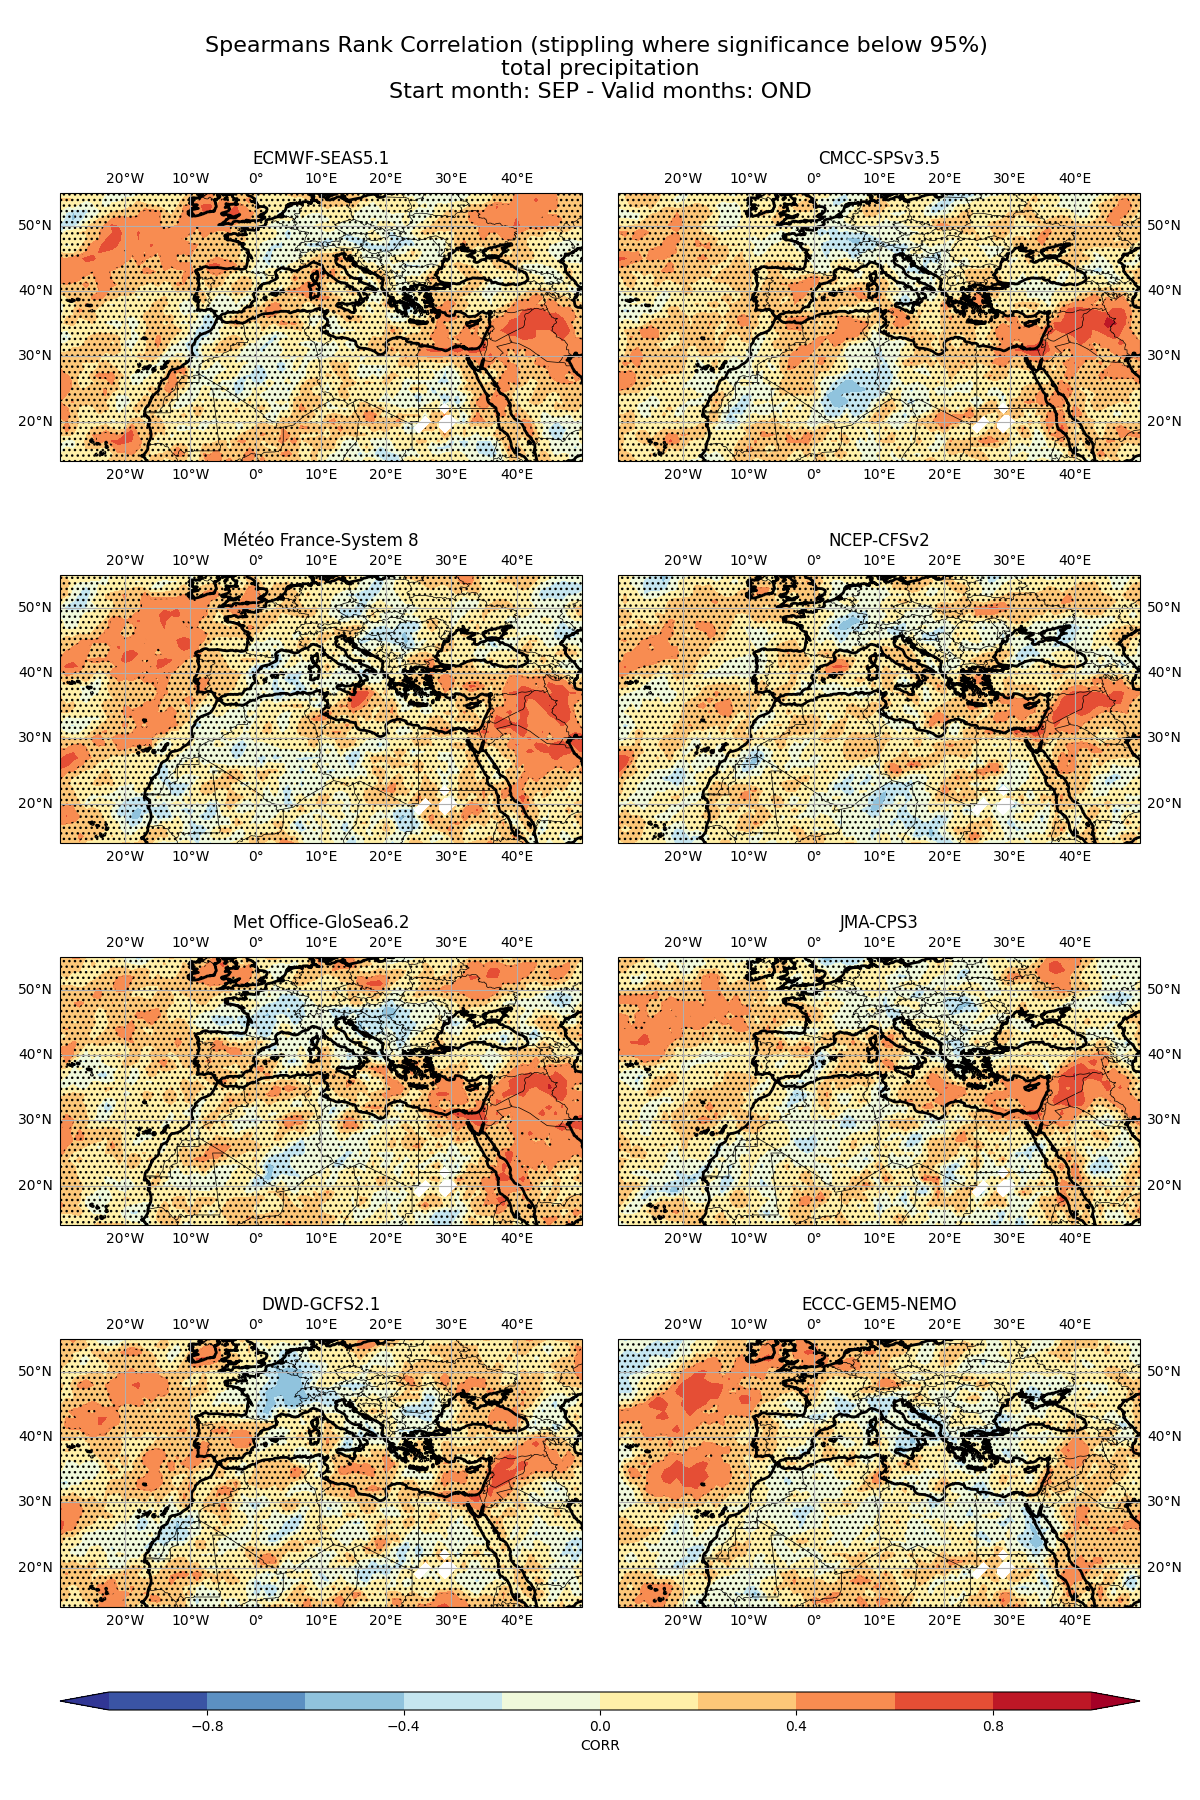 Spearmans Rank Correlation (stippling where significance below 95%)
total precipitation
Start month: SEP - Valid months: OND
ECMWF-SEAS5.1
20°W 10°W 0° 10°E 20°E 30°E 40°E
50°N
40°N
30°N
20°N
20°W 10°W 0° 10°E 20°E 30°E 40°E
CMCC-SPSv3.5
20°W 10°W 0° 10°E 20°E 30°E 40°E
50°N
40°N
30°N
20°N
20°W 10°W 0° 10°E 20°E 30°E 40°E
Météo France-System 8
20°W 10°W 0° 10°E 20°E 30°E 40°E
50°N
40°N
30°N
20°N
20°W 10°W 0° 10°E 20°E 30°E 40°E
NCEP-CFSv2
20°W 10°W 0° 10°E 20°E 30°E 40°E
50°N
40°N
30°N
20°N
20°W 10°W 0° 10°E 20°E 30°E 40°E
Met Office-GloSea6.2
20°W 10°W 0° 10°E 20°E 30°E 40°E
50°N
40°N
30°N
20°N
20°W 10°W 0° 10°E 20°E 30°E 40°E
JMA-CPS3
20°W 10°W 0° 10°E 20°E 30°E 40°E
50°N
40°N
30°N
20°N
20°W 10°W 0° 10°E 20°E 30°E 40°E
DWD-GCFS2.1
20°W 10°W 0° 10°E 20°E 30°E 40°E
50°N
40°N
30°N
20°N
20°W 10°W 0° 10°E 20°E 30°E 40°E
ECCC-GEM5-NEMO
20°W 10°W 0° 10°E 20°E 30°E 40°E
50°N
40°N
30°N
20°N
20°W 10°W 0° 10°E 20°E 30°E 40°E
−0.8 −0.4 0.0 0.4 0.8
CORR